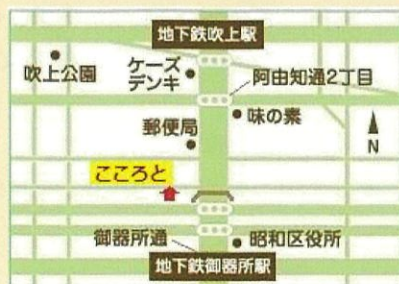 地下鉄吹上駅
吹上公園
ケーズ
デンキ
阿由知通2丁目
味の素
郵便局
N
こころと
御器所通
昭和区役所
地下鉄御器所駅